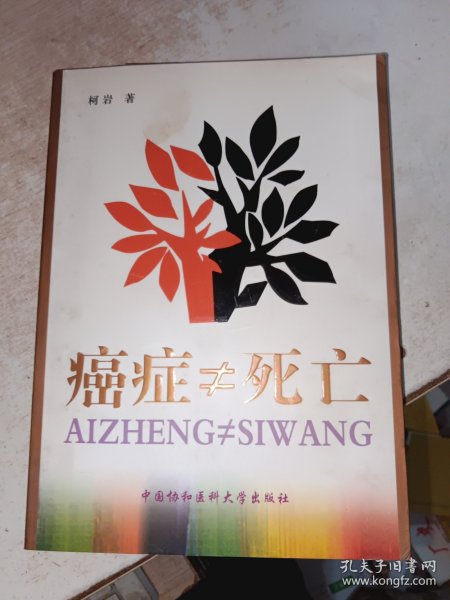 柯岩 著
癌症≠死亡
AIZHENG≠SIWANG
中国协和医科大学出版社
孔夫子旧书网
www.kongfz.com